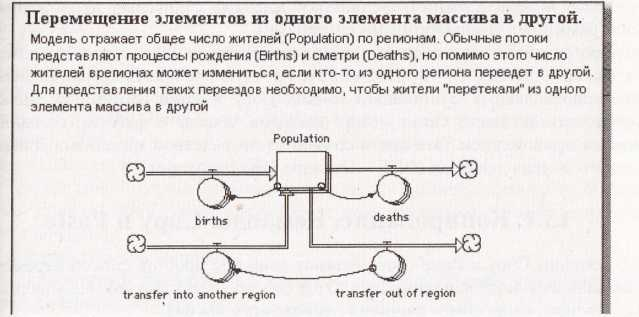 Перемещение элементов из одного элемента массива в другой.
Модель отражает общее число жителей (Population) по регионам. Обычные потоки
представляют процессы рождения (Births) и сметри (Deaths), но помимо этого число
жителей врегионах может измениться, если кто-то из одного региона переедет в другой.
Для представления теких переездов необходимо, чтобы жители "перетекали" из одного
элемента массива в другой
Population
births
deaths
transfer into another region
transfer out of region